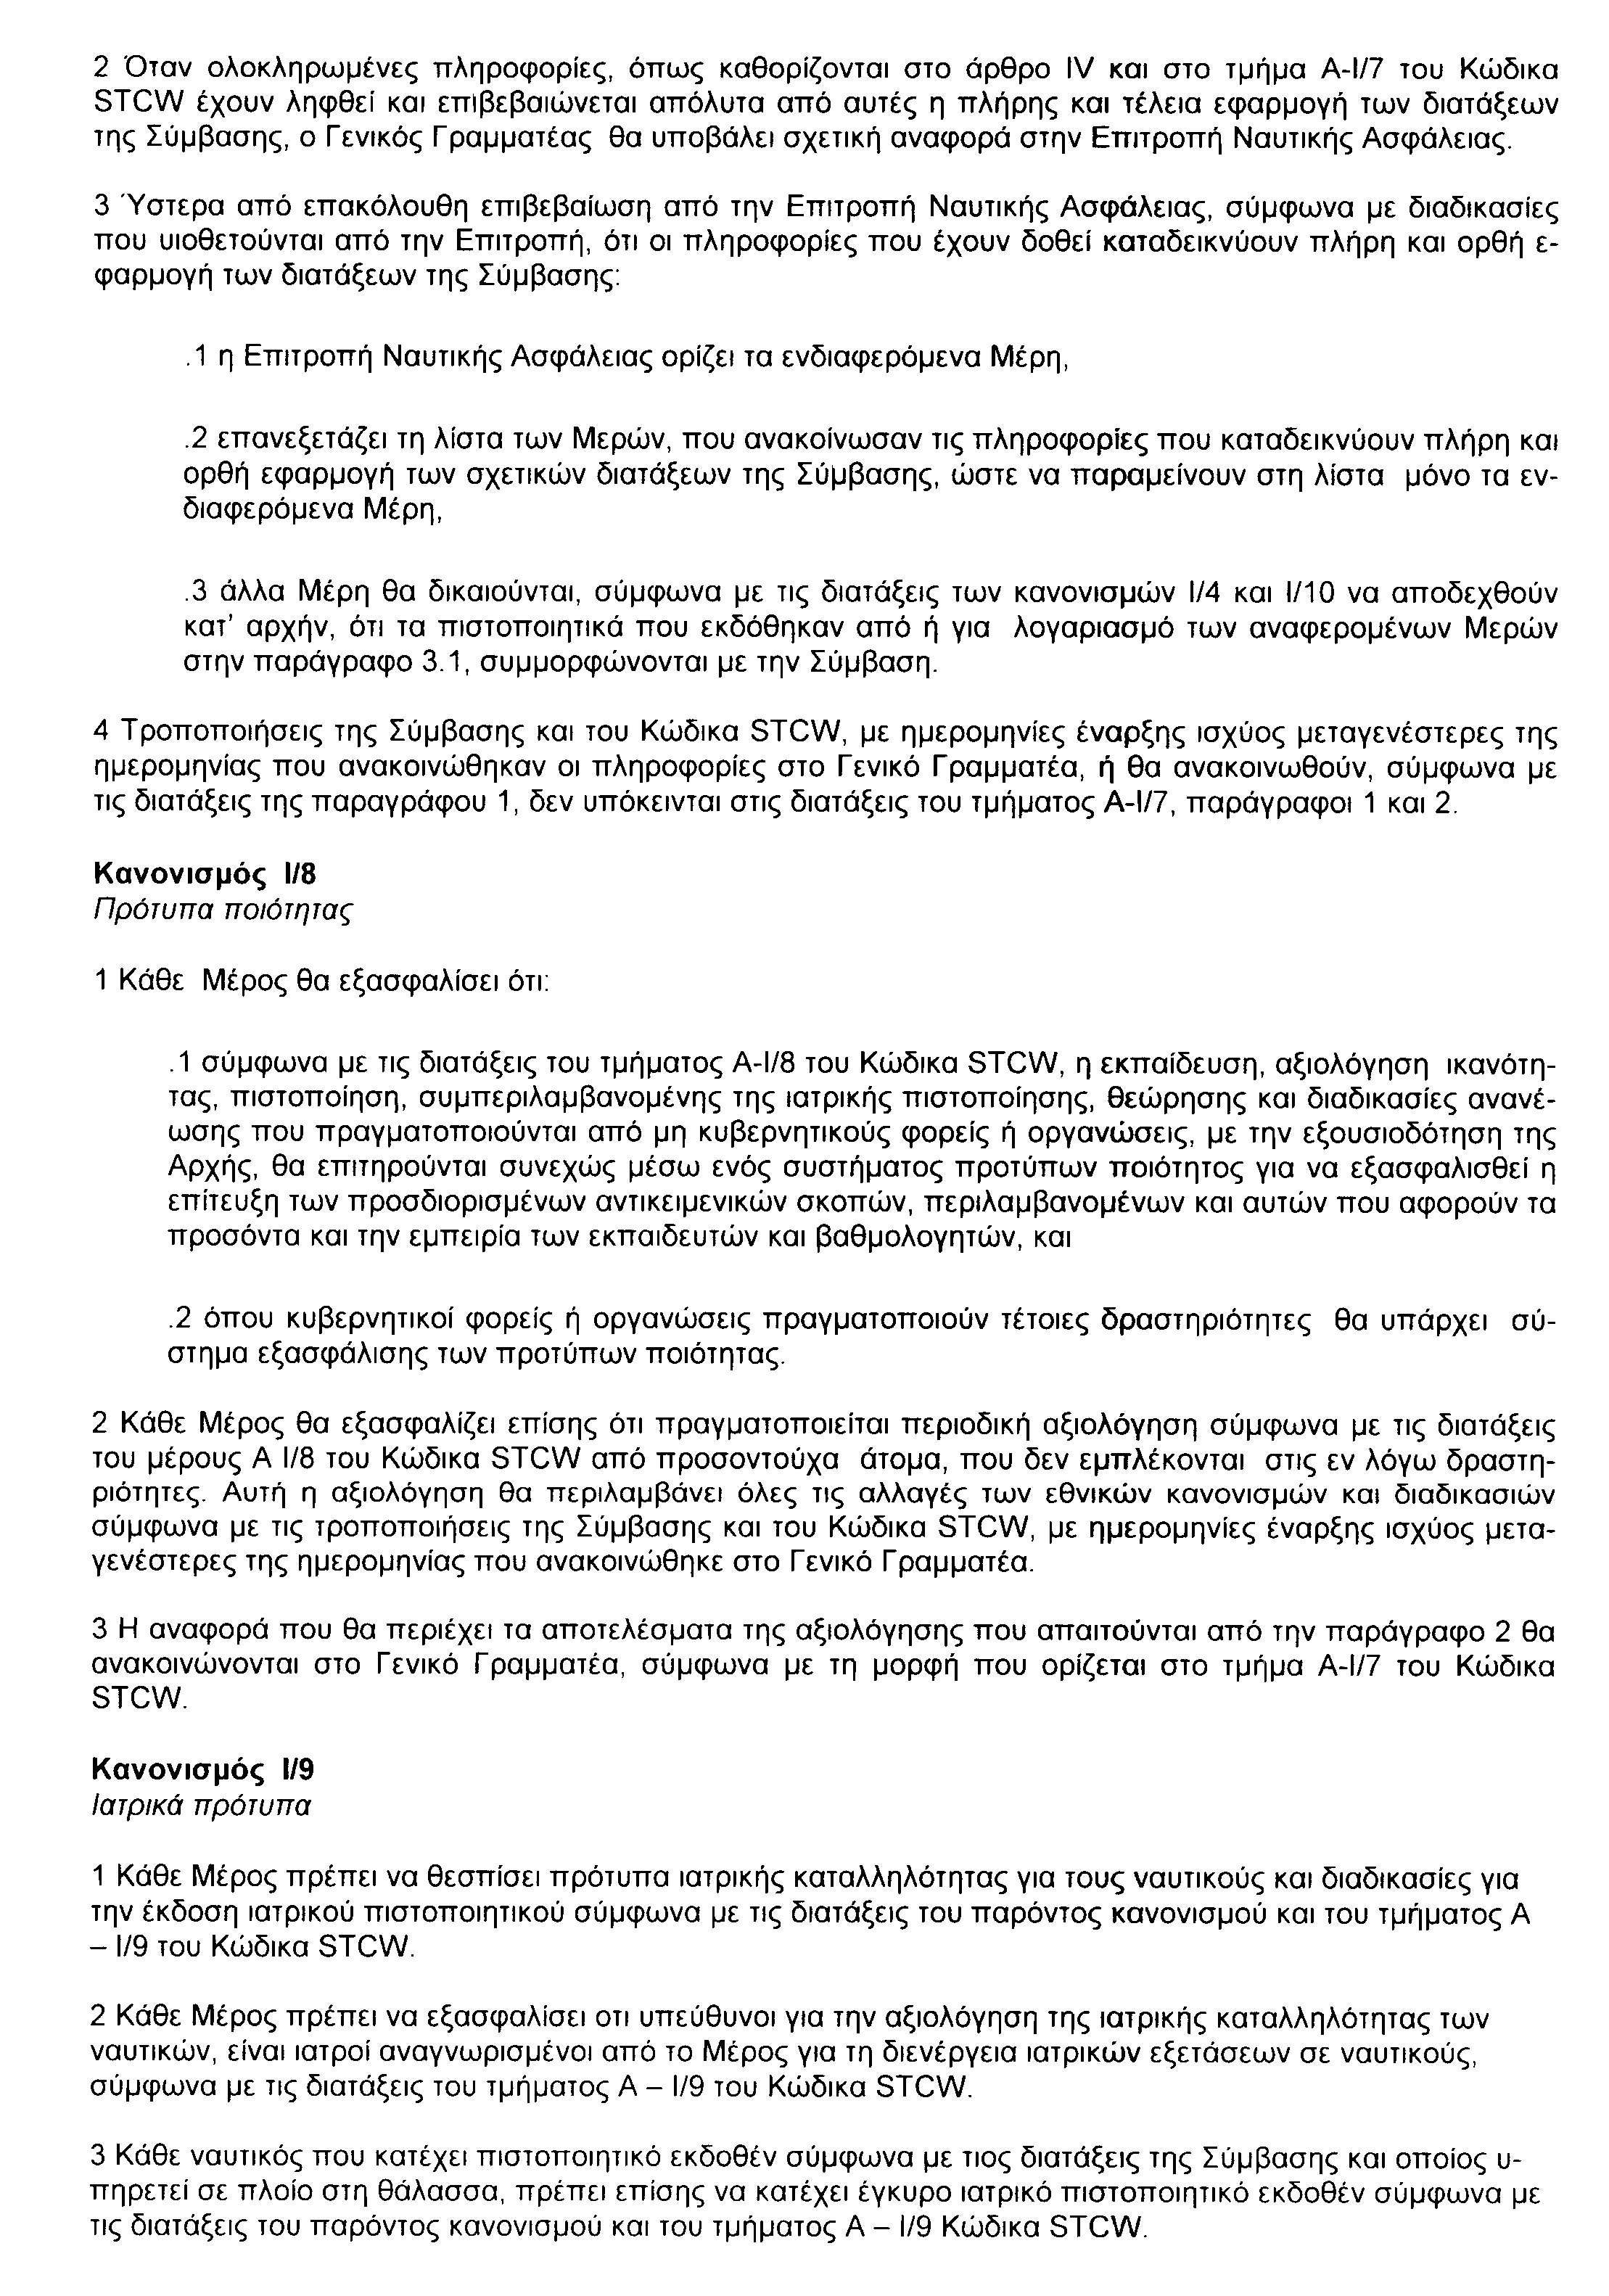 2 Όταν ολοκληρωμένες πληροφορίες, όπως καθορίζονται στο άρθρο IV και στο τμήμα Α-Ι/7 του Κώδικα
STCW έχουν ληφθεί και επιβεβαιώνεται απόλυτα από αυτές η πλήρης και τέλεια εφαρμογή των διατάξεων
της Σύμβασης, ο Γενικός Γραμματέας θα υποβάλει σχετική αναφορά στην Επιτροπή Ναυτικής Ασφάλειας.
3 Ύστερα από επακόλουθη επιβεβαίωση από την Επιτροπή Ναυτικής Ασφάλειας, σύμφωνα με διαδικασίες
που υιοθετούνται από την Επιτροπή, ότι οι πληροφορίες που έχουν δοθεί καταδεικνύουν πλήρη και ορθή ε-
φαρμογή των διατάξεων της Σύμβασης:
.1 η Επιτροπή Ναυτικής Ασφάλειας ορίζει τα ενδιαφερόμενα Μέρη,
.2 επανεξετάζει τη λίστα των Μερών, που ανακοίνωσαν τις πληροφορίες που καταδεικνύουν πλήρη και
ορθή εφαρμογή των σχετικών διατάξεων της Σύμβασης, ώστε να παραμείνουν στη λίστα μόνο τα εν-
διαφερόμενα Μέρη,
.3 άλλα Μέρη θα δικαιούνται, σύμφωνα με τις διατάξεις των κανονισμών Ι/4 και Ι/10 να αποδεχθούν
κατ’ αρχήν, ότι τα πιστοποιητικά που εκδόθηκαν από ή για λογαριασμό των αναφερομένων Μερών
στην παράγραφο 3.1, συμμορφώνονται με την Σύμβαση.
4 Τροποποιήσεις της Σύμβασης και του Κώδικα STCW, με ημερομηνίες έναρξης ισχύος μεταγενέστερες της
ημερομηνίας που ανακοινώθηκαν οι πληροφορίες στο Γενικό Γραμματέα, ή θα ανακοινωθούν, σύμφωνα με
τις διατάξεις της παραγράφου 1, δεν υπόκεινται στις διατάξεις του τμήματος Α-Ι/7, παράγραφοι 1 και 2.
Κανονισμός Ι/8
Πρότυπα ποιότητας
1 Κάθε Μέρος θα εξασφαλίσει ότι:
.1 σύμφωνα με τις διατάξεις του τμήματος Α-Ι/8 του Κώδικα STCW, η εκπαίδευση, αξιολόγηση ικανότη-
τας, πιστοποίηση, συμπεριλαμβανομένης της ιατρικής πιστοποίησης, θεώρησης και διαδικασίες ανανέ-
ωσης που πραγματοποιούνται από μη κυβερνητικούς φορείς ή οργανώσεις, με την εξουσιοδότηση της
Αρχής, θα επιτηρούνται συνεχώς μέσω ενός συστήματος προτύπων ποιότητος για να εξασφαλισθεί η
επίτευξη των προσδιορισμένων αντικειμενικών σκοπών, περιλαμβανομένων και αυτών που αφορούν τα
προσόντα και την εμπειρία των εκπαιδευτών και βαθμολογητών, και
.2 όπου κυβερνητικοί φορείς ή οργανώσεις πραγματοποιούν τέτοιες δραστηριότητες θα υπάρχει σύ-
στημα εξασφάλισης των προτύπων ποιότητας.
2 Κάθε Μέρος θα εξασφαλίζει επίσης ότι πραγματοποιείται περιοδική αξιολόγηση σύμφωνα με τις διατάξεις
του μέρους Α Ι/8 του Κώδικα STCW από προσοντούχα άτομα, που δεν εμπλέκονται στις εν λόγω δραστη-
ριότητες. Αυτή η αξιολόγηση θα περιλαμβάνει όλες τις αλλαγές των εθνικών κανονισμών και διαδικασιών
σύμφωνα με τις τροποποιήσεις της Σύμβασης και του Κώδικα STCW, με ημερομηνίες έναρξης ισχύος μετα-
γενέστερες της ημερομηνίας που ανακοινώθηκε στο Γενικό Γραμματέα.
3 Η αναφορά που θα περιέχει τα αποτελέσματα της αξιολόγησης που απαιτούνται από την παράγραφο 2 θα
ανακοινώνονται στο Γενικό Γραμματέα, σύμφωνα με τη μορφή που ορίζεται στο τμήμα Α-Ι/7 του Κώδικα
STCW.
Κανονισμός Ι/9
Ιατρικά πρότυπα
1 Κάθε Μέρος πρέπει να θεσπίσει πρότυπα ιατρικής καταλληλότητας για τους ναυτικούς και διαδικασίες για
την έκδοση ιατρικού πιστοποιητικού σύμφωνα με τις διατάξεις του παρόντος κανονισμού και του τμήματος Α
– Ι/9 του Κώδικα STCW.
2 Κάθε Μέρος πρέπει να εξασφαλίσει οτι υπεύθυνοι για την αξιολόγηση της ιατρικής καταλληλότητας των
ναυτικών, είναι ιατροί αναγνωρισμένοι από το Μέρος για τη διενέργεια ιατρικών εξετάσεων σε ναυτικούς,
σύμφωνα με τις διατάξεις του τμήματος Α – Ι/9 του Κώδικα STCW.
3 Κάθε ναυτικός που κατέχει πιστοποιητικό εκδοθέν σύμφωνα με τιος διατάξεις της Σύμβασης και οποίος υ-
πηρετεί σε πλοίο στη θάλασσα, πρέπει επίσης να κατέχει έγκυρο ιατρικό πιστοποιητικό εκδοθέν σύμφωνα με
τις διατάξεις του παρόντος κανονισμού και του τμήματος Α – Ι/9 Κώδικα STCW.